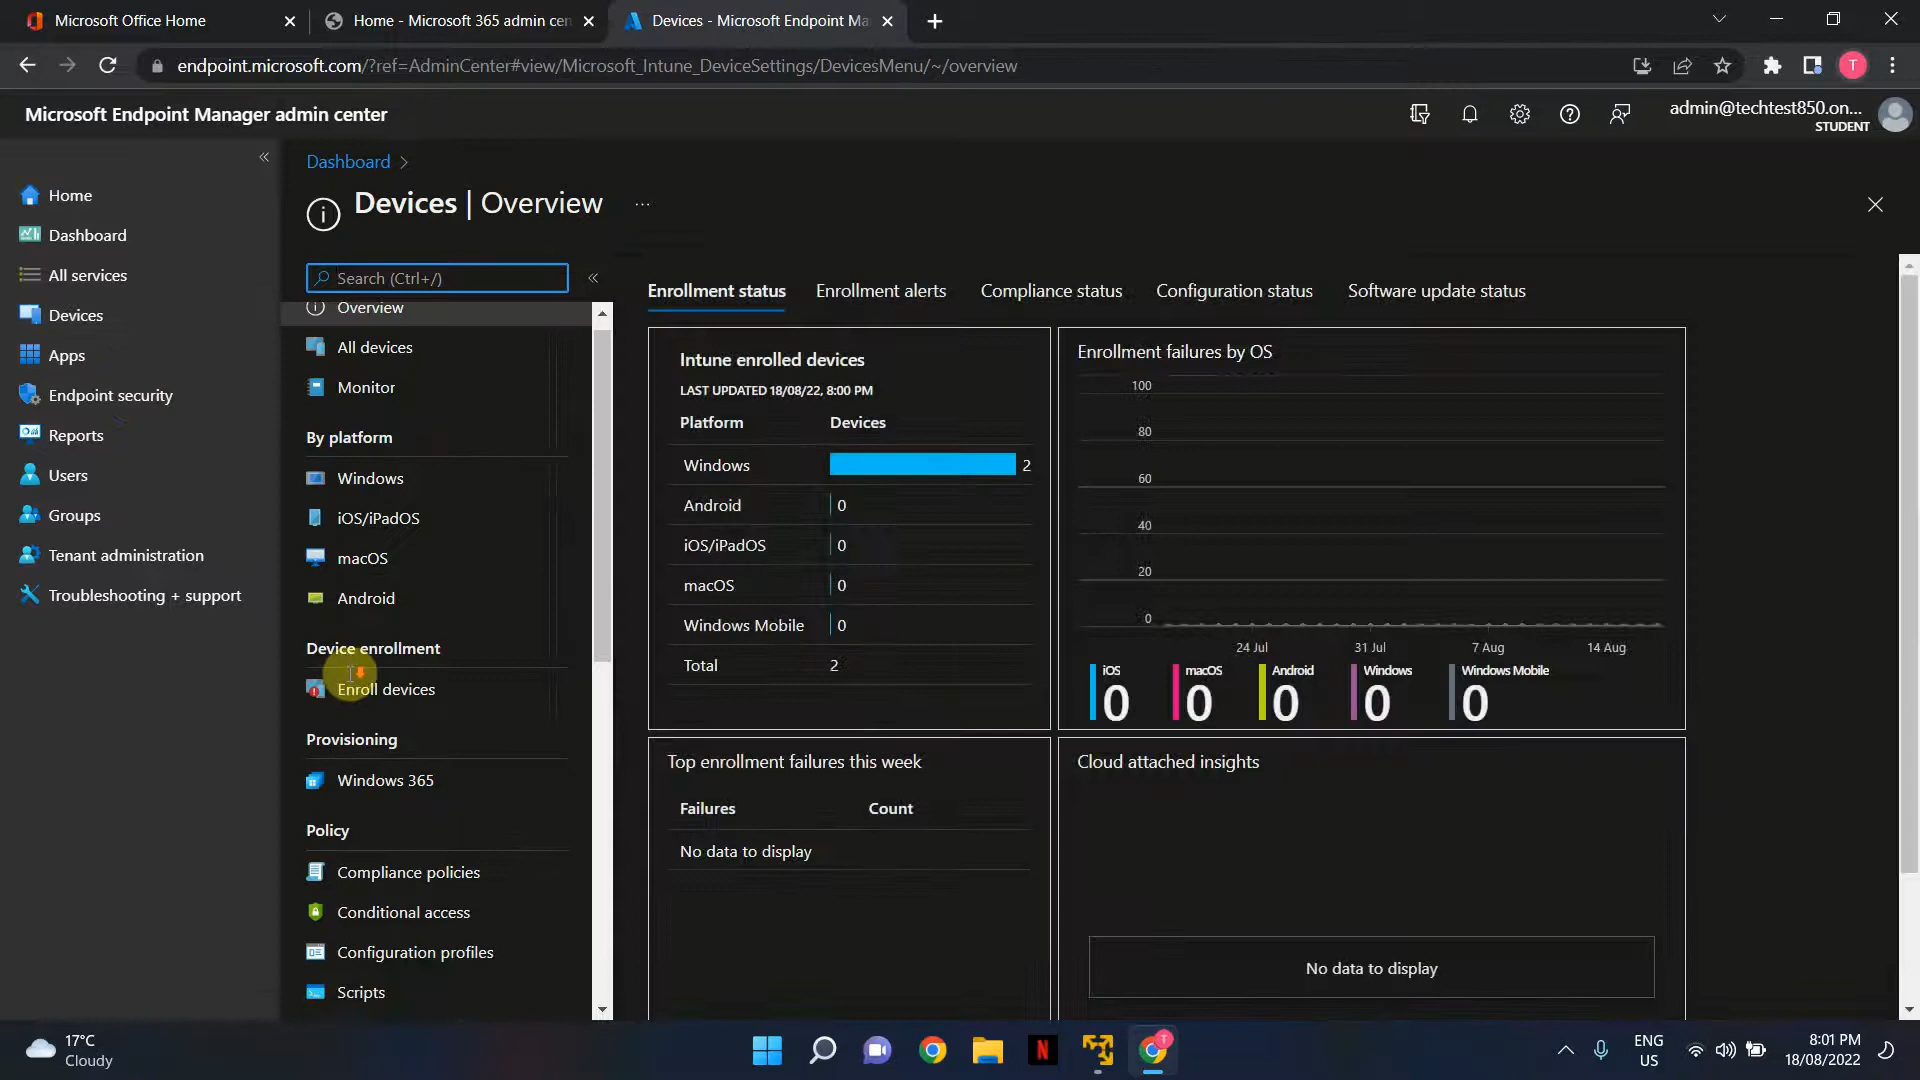 Microsoft Office Home
Home - Microsoft 365 admin cen
Devices - Microsoft Endpoint Ma
endpoint.microsoft.com/?ref=AdminCenter#view/Microsoft_Intune_DeviceSettings/DevicesMenu/~/overview
T
Microsoft Endpoint Manager admin center
admin@techtest850.on...
STUDENT
Home
Dashboard
All services
Devices
Apps
Endpoint security
Reports
Users
Groups
Tenant administration
Troubleshooting + support
Dashboard >
Devices | Overview ...
Search (Ctrl+/)
Overview
All devices
Monitor
By platform
Windows
iOS/iPadOS
macOS
Android
Device enrollment
Enroll devices
Provisioning
Windows 365
Policy
Compliance policies
Conditional access
Configuration profiles
Scripts
Enrollment status
Enrollment alerts
Compliance status
Configuration status
Software update status
Intune enrolled devices
LAST UPDATED 18/08/22, 8:00 PM
Platform Devices
Windows 2
Android 0
iOS/iPadOS 0
macOS 0
Windows Mobile 0
Total 2
Enrollment failures by OS
100
80
60
40
20
0
24 Jul 31 Jul 7 Aug 14 Aug
iOS macOS Android Windows Windows Mobile
0 0 0 0 0
Top enrollment failures this week
Failures Count
No data to display
Cloud attached insights
No data to display
17°C
Cloudy
N
T
ENG
US
8:01 PM
18/08/2022